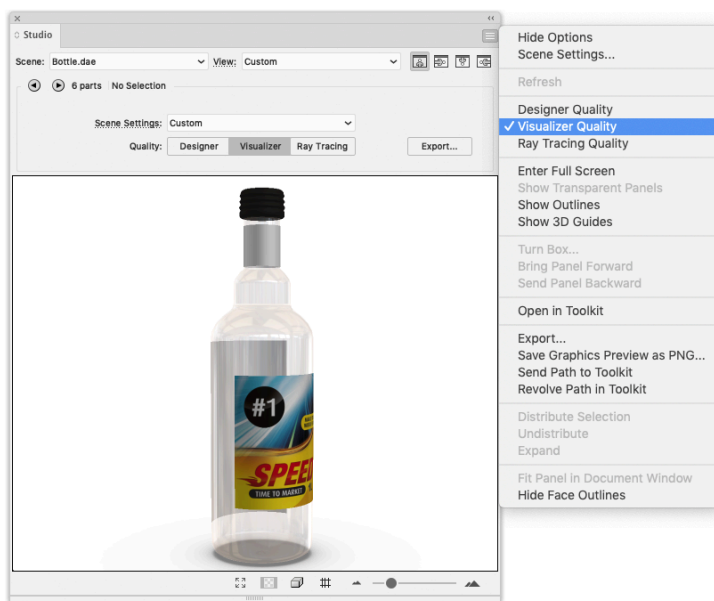 Studio
Scene: Bottle.dae View: Custom
6 parts No Selection
Scene Settings: Custom
Quality: Designer Visualizer Ray Tracing Export...
#1
SPEED
TIME TO MARKET
Hide Options
Scene Settings...
Refresh
Designer Quality
✓ Visualizer Quality
Ray Tracing Quality
Enter Full Screen
Show Transparent Panels
Show Outlines
Show 3D Guides
Turn Box...
Bring Panel Forward
Send Panel Backward
Open in Toolkit
Export...
Save Graphics Preview as PNG...
Send Path to Toolkit
Revolve Path in Toolkit
Distribute Selection
Undistribute
Expand
Fit Panel in Document Window
Hide Face Outlines